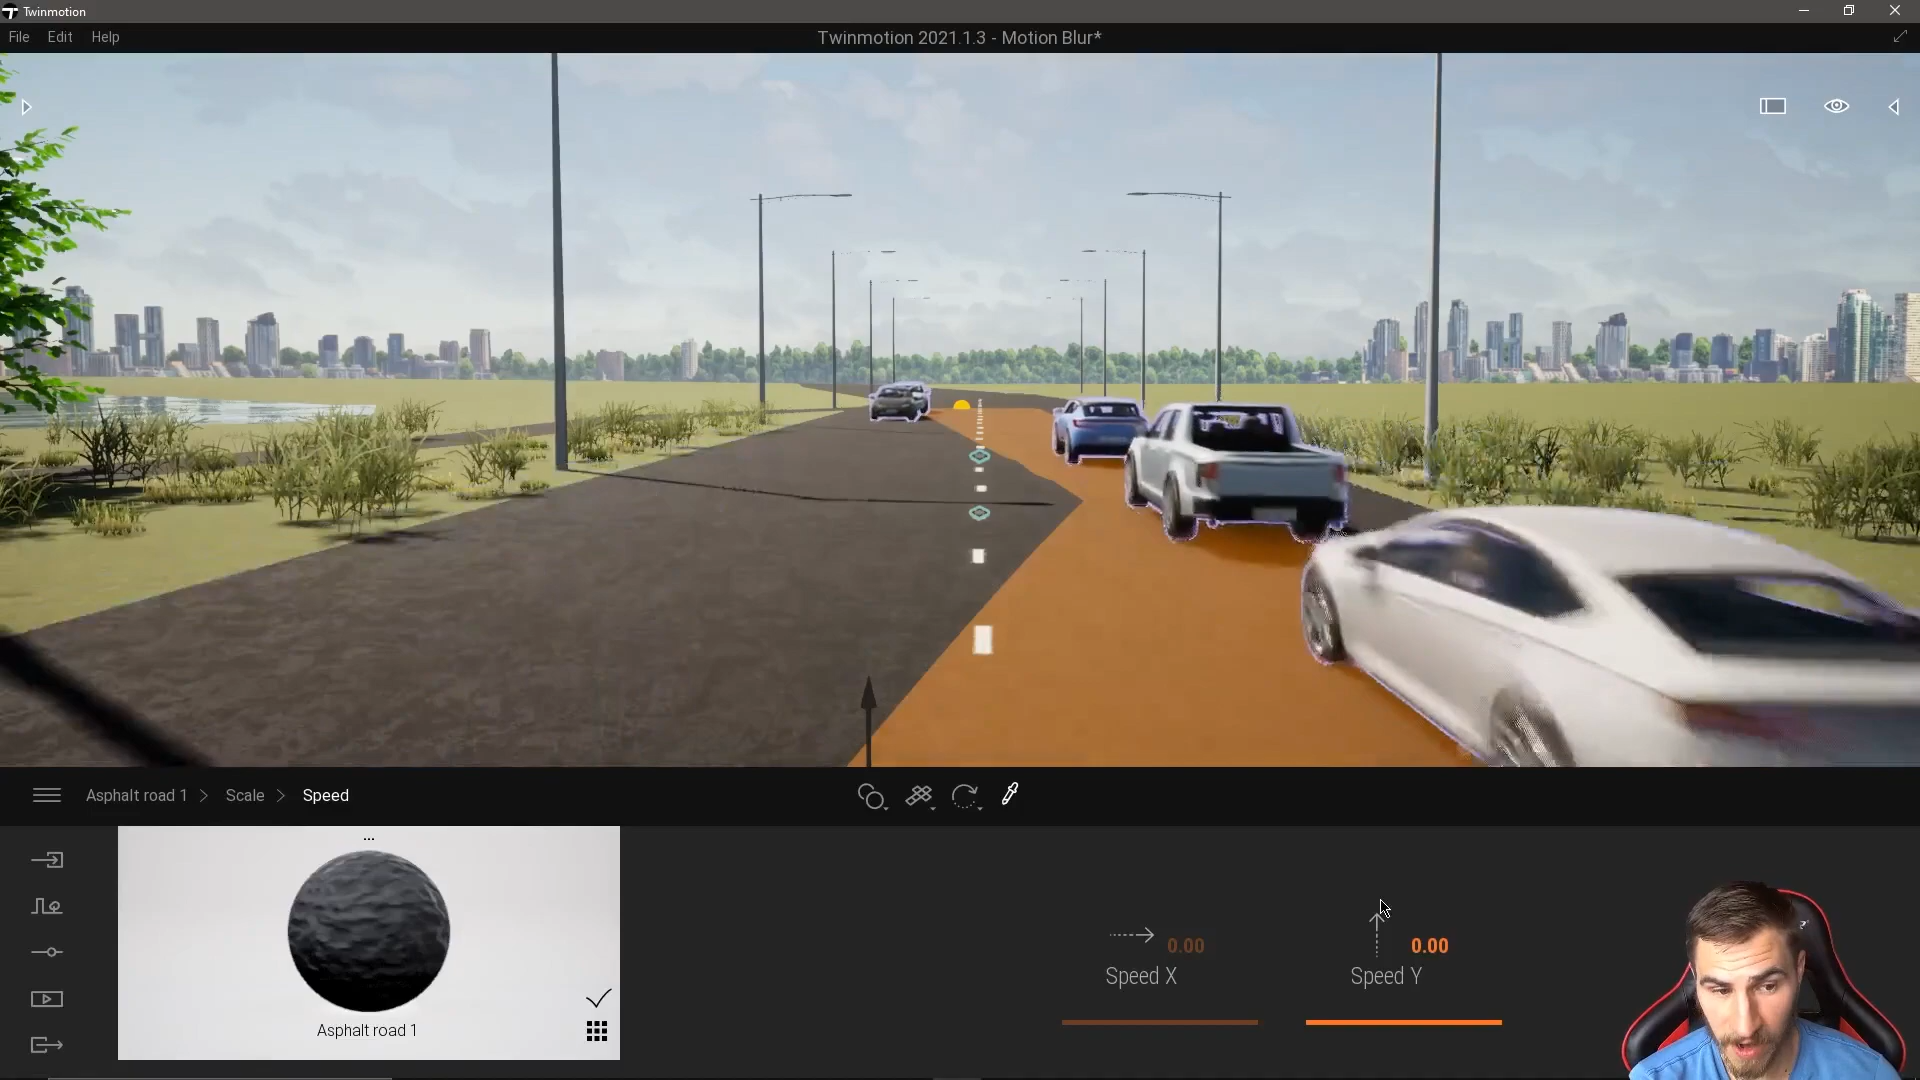 Twinmotion
File Edit Help
Twinmotion 2021.1.3 - Motion Blur*
Asphalt road 1 > Scale > Speed
...
Asphalt road 1
0.00
Speed X
0.00
Speed Y